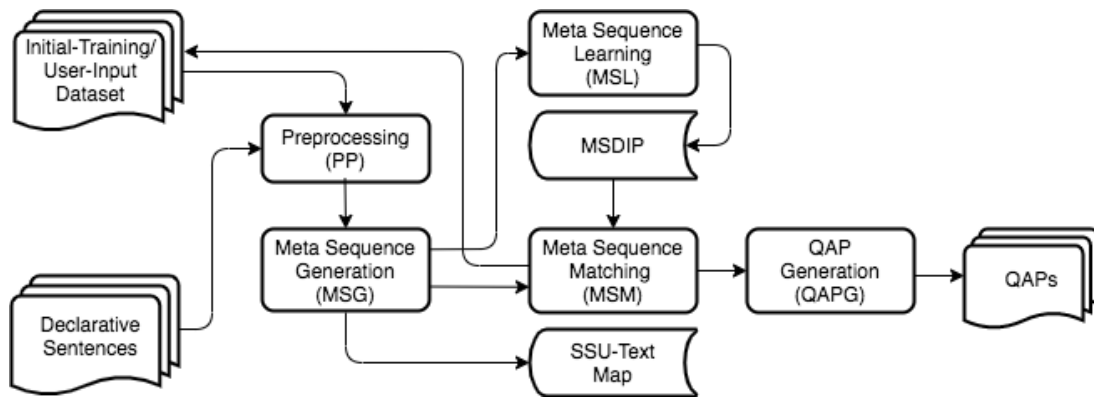 Initial-Training/
User-Input
Dataset
Meta Sequence
Learning
(MSL)
Preprocessing
(PP)
MSDIP
Meta Sequence
Generation
(MSG)
Meta Sequence
Matching
(MSM)
QAP
Generation
(QAPG)
QAPs
Declarative
Sentences
SSU-Text
Map